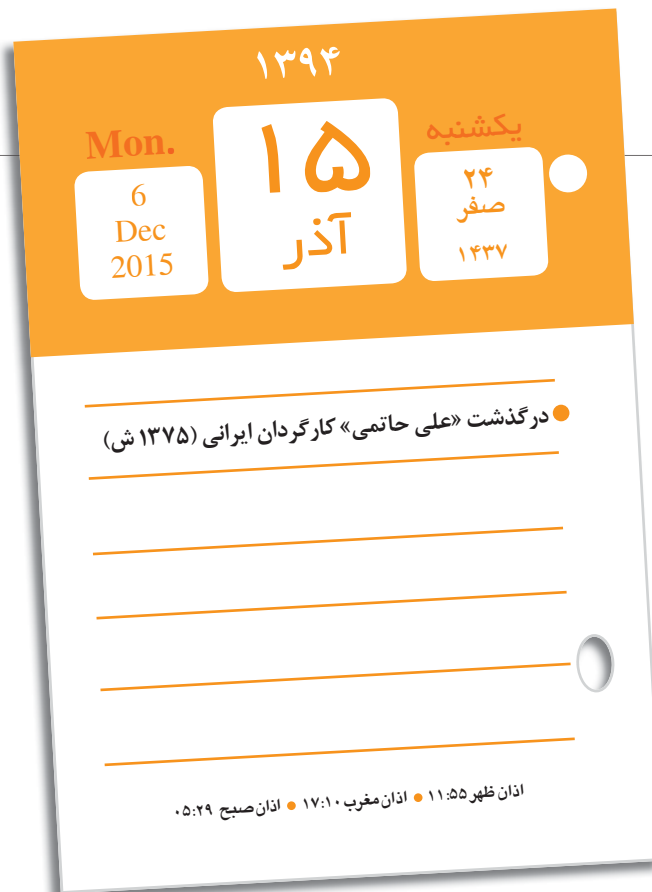 ۱۳۹۴
یکشنبه
۲۴
صفر
۱۴۳۷
۱۵
آذر
Mon.
6
Dec
2015
درگذشت «علی حاتمی» کارگردان ایرانی (۱۳۷۵ ش)
اذان ظهر ۱۱:۵۵ ● اذان مغرب ۱۷:۱۰ ● اذان صبح ۰۵:۲۹